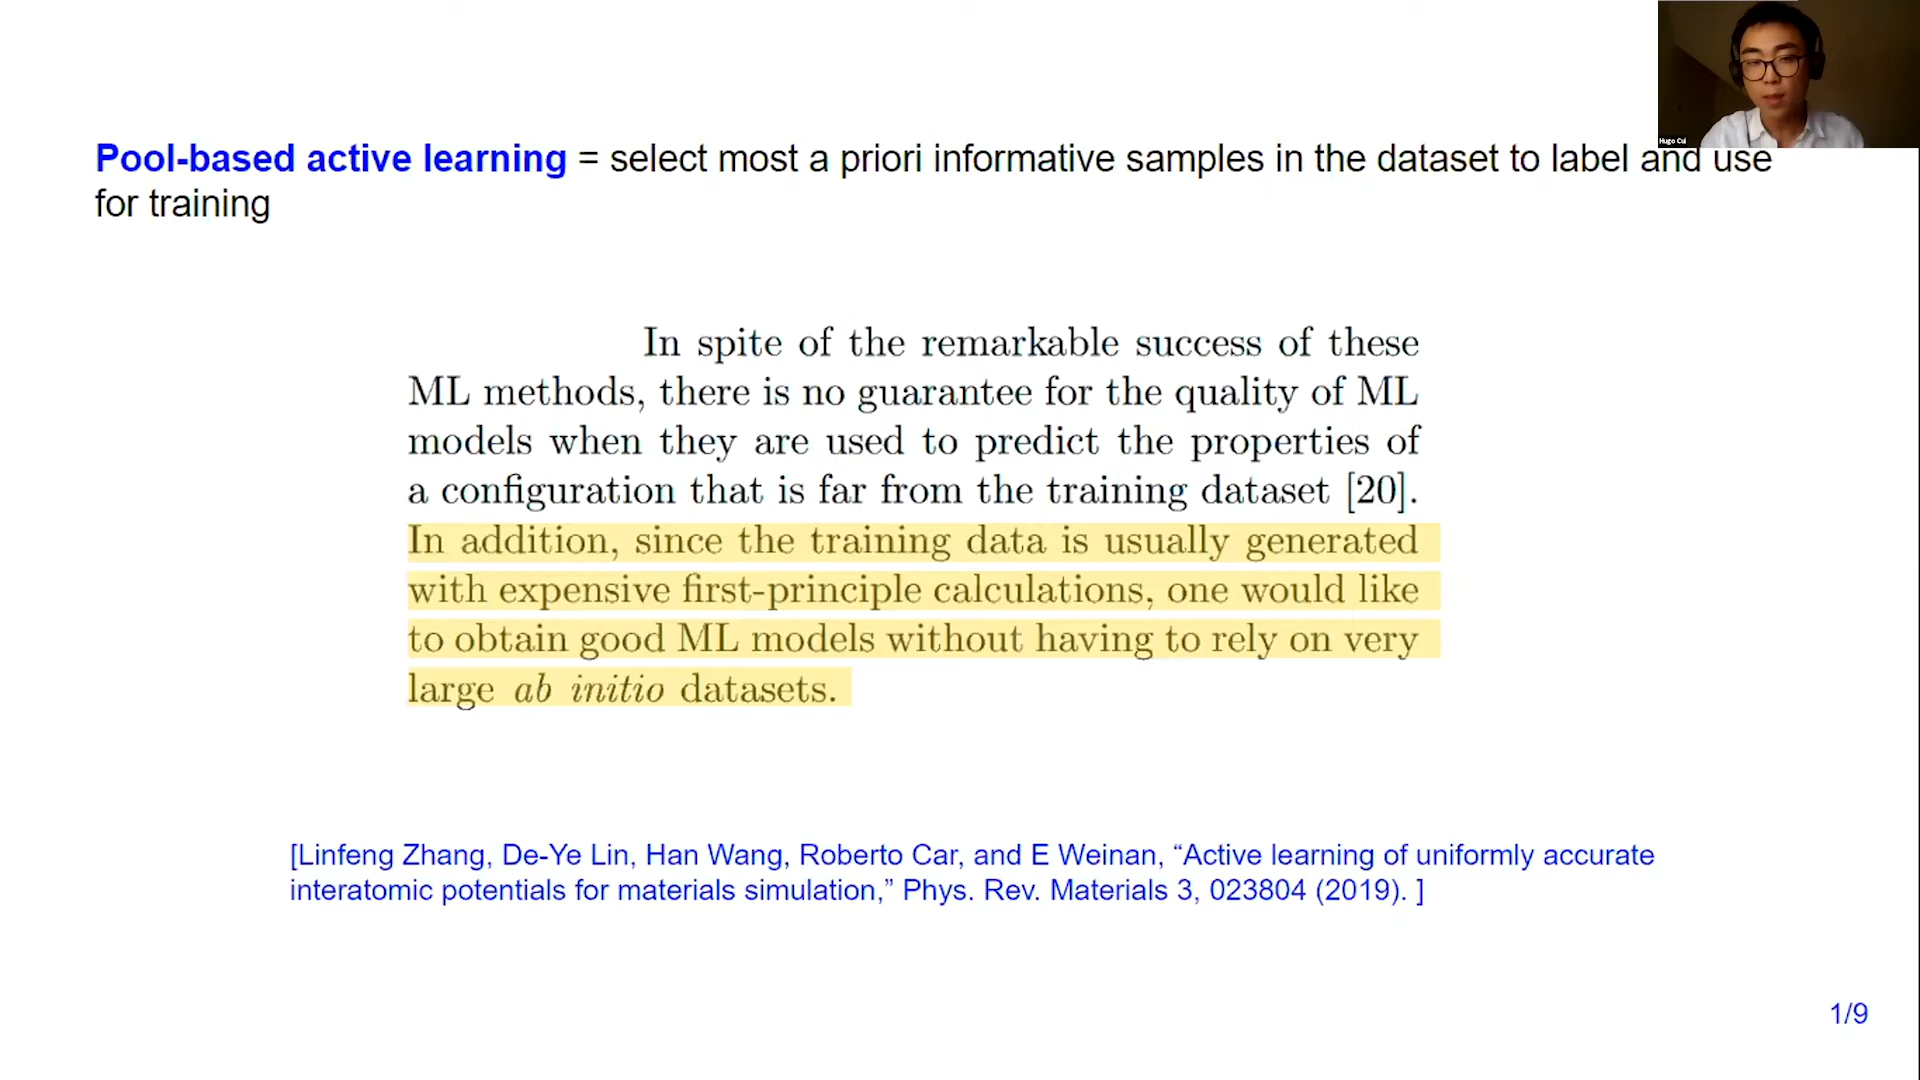 Hugo Cui
Pool-based active learning = select most a priori informative samples in the dataset to label and use
for training
In spite of the remarkable success of these
ML methods, there is no guarantee for the quality of ML
models when they are used to predict the properties of
a configuration that is far from the training dataset [20].
In addition, since the training data is usually generated
with expensive first-principle calculations, one would like
to obtain good ML models without having to rely on very
large ab initio datasets.
[Linfeng Zhang, De-Ye Lin, Han Wang, Roberto Car, and E Weinan, “Active learning of uniformly accurate
interatomic potentials for materials simulation,” Phys. Rev. Materials 3, 023804 (2019). ]
1/9